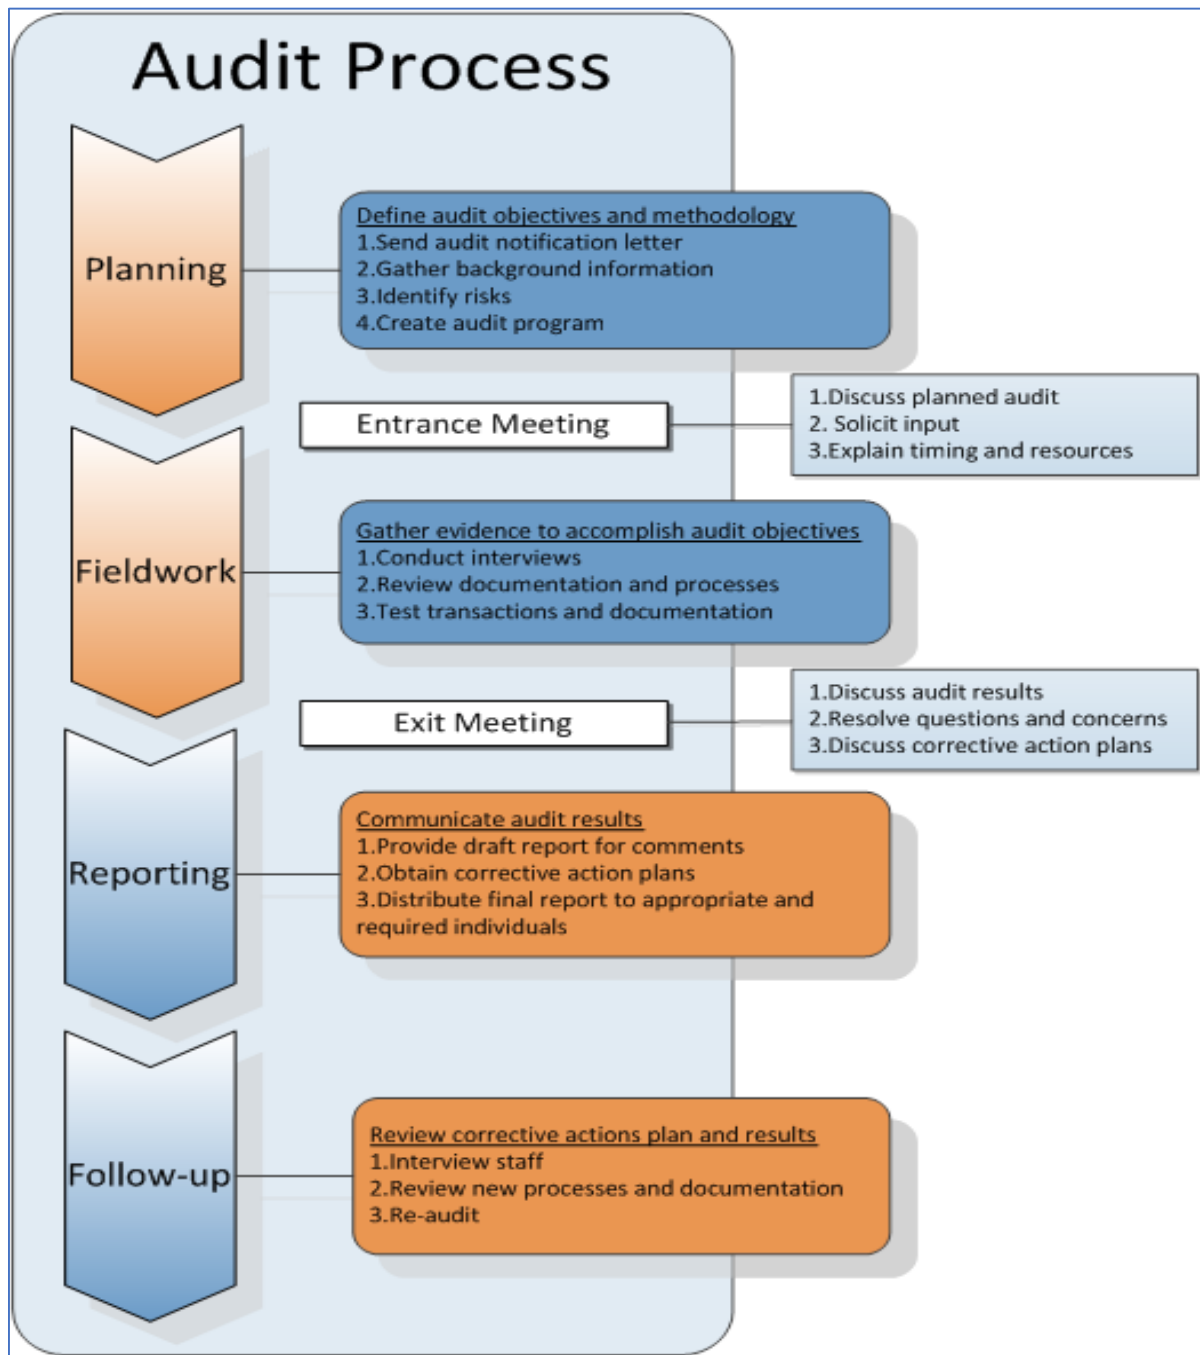 Audit Process
Planning
Define audit objectives and methodology
1.Send audit notification letter
2.Gather background information
3.Identify risks
4.Create audit program
Entrance Meeting
1.Discuss planned audit
2. Solicit input
3.Explain timing and resources
Fieldwork
Gather evidence to accomplish audit objectives
1.Conduct interviews
2.Review documentation and processes
3.Test transactions and documentation
Exit Meeting
1.Discuss audit results
2.Resolve questions and concerns
3.Discuss corrective action plans
Reporting
Communicate audit results
1.Provide draft report for comments
2.Obtain corrective action plans
3.Distribute final report to appropriate and
required individuals
Follow-up
Review corrective actions plan and results
1.Interview staff
2.Review new processes and documentation
3.Re-audit